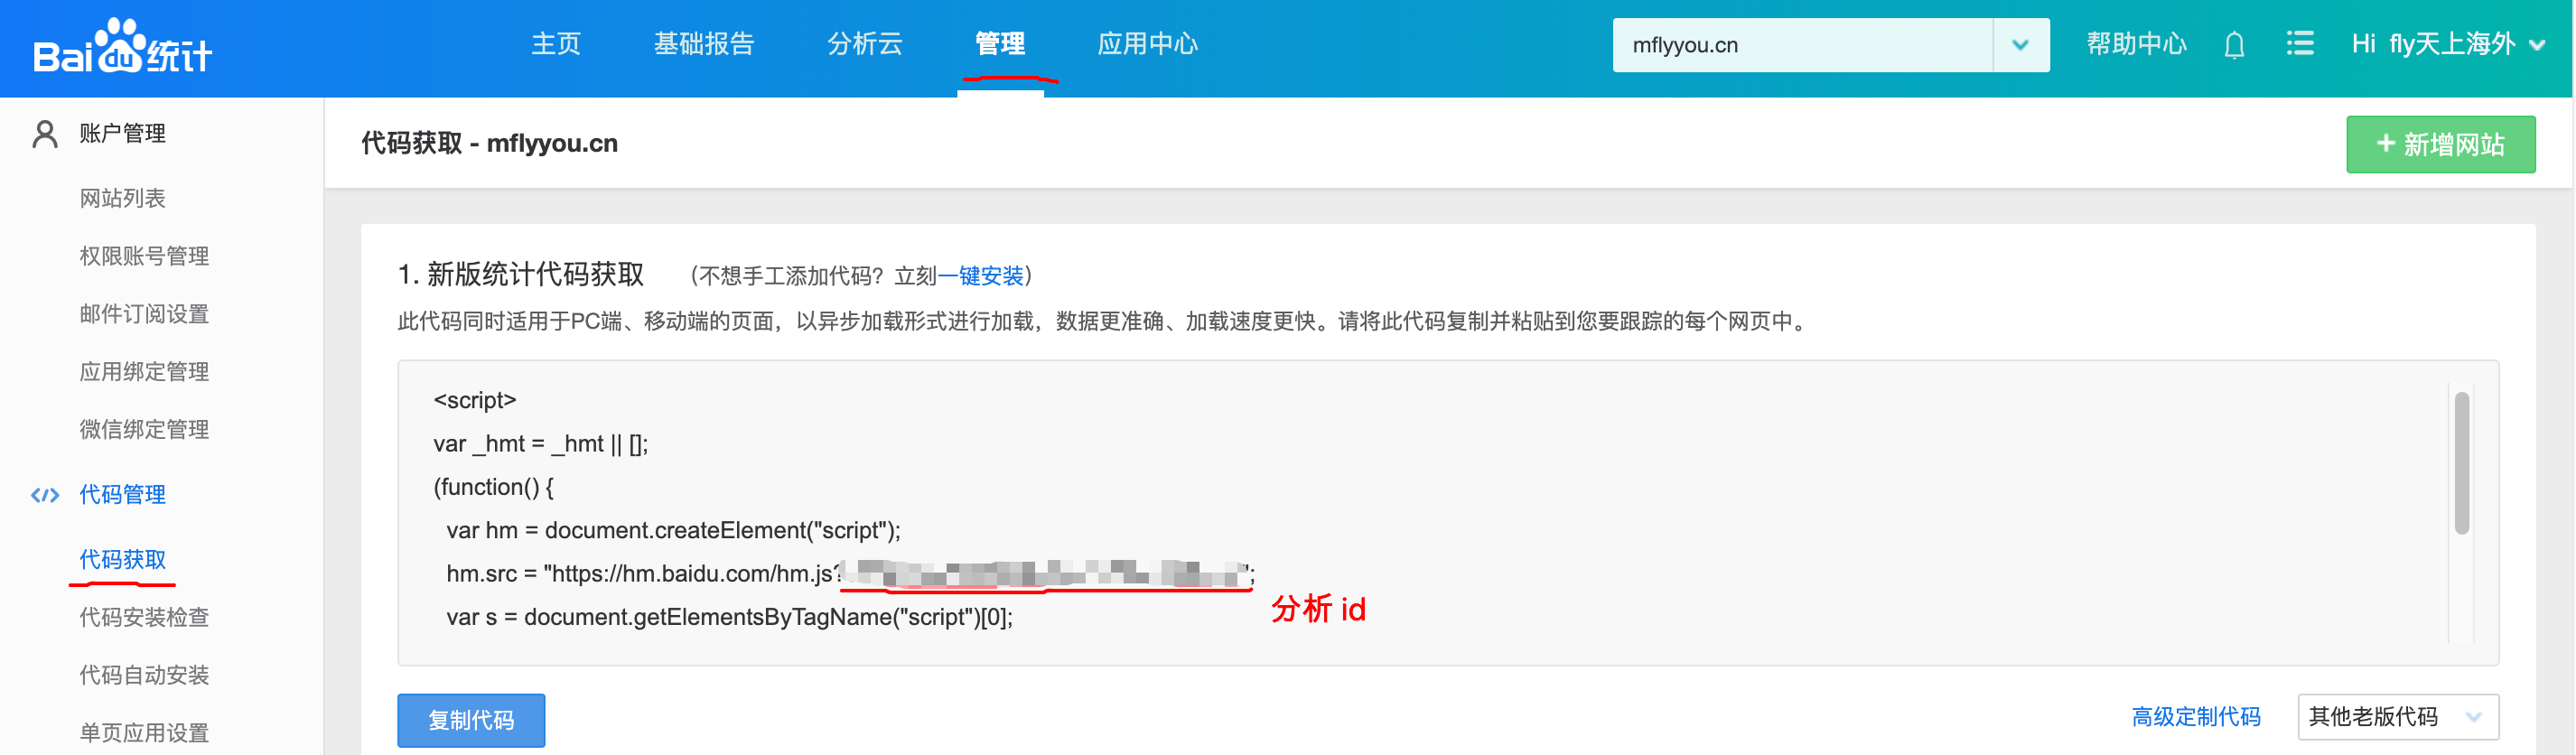 Bai du 统计
主页 基础报告 分析云 管理 应用中心 mflyyou.cn 帮助中心 Hi fly天上海外
账户管理
网站列表
权限账号管理
邮件订阅设置
应用绑定管理
微信绑定管理
代码管理
代码获取
代码安装检查
代码自动安装
单页应用设置
代码获取 - mflyyou.cn
+ 新增网站
1. 新版统计代码获取 （不想手工添加代码？立刻一键安装）
此代码同时适用于PC端、移动端的页面，以异步加载形式进行加载，数据更准确、加载速度更快。请将此代码复制并粘贴到您要跟踪的每个网页中。
<script>
var _hmt = _hmt || [];
(function() {
var hm = document.createElement("script");
hm.src = "https://hm.baidu.com/hm.js?";
分析 id
var s = document.getElementsByTagName("script")[0];
复制代码
高级定制代码 其他老版代码